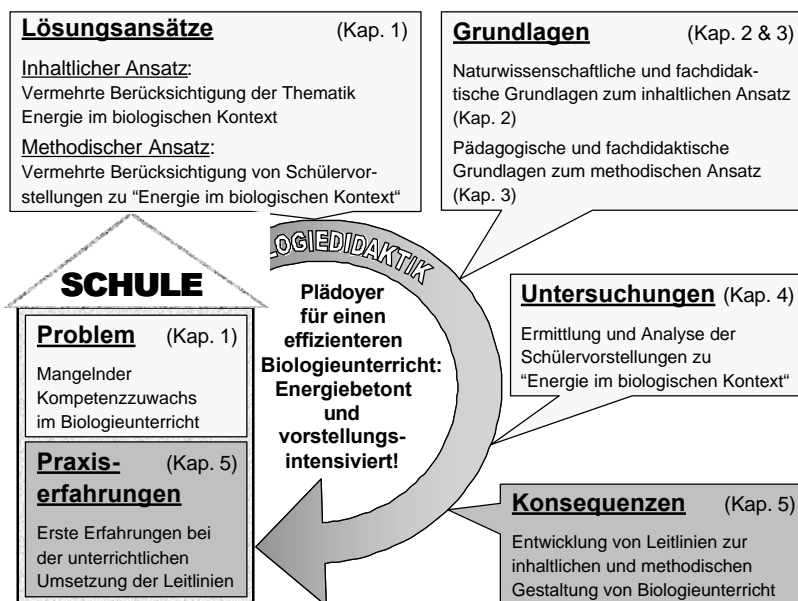 Lösungsansätze (Kap. 1)
Inhaltlicher Ansatz:
Vermehrte Berücksichtigung der Thematik
Energie im biologischen Kontext
Methodischer Ansatz:
Vermehrte Berücksichtigung von Schülervor-
stellungen zu “Energie im biologischen Kontext“
Grundlagen (Kap. 2 & 3)
Naturwissenschaftliche und fachdidak-
tische Grundlagen zum inhaltlichen Ansatz
(Kap. 2)
Pädagogische und fachdidaktische
Grundlagen zum methodischen Ansatz
(Kap. 3)
LOGIEDIDAKTIK
SCHULE
Problem (Kap. 1)
Mangelnder
Kompetenzzuwachs
im Biologieunterricht
Praxis- (Kap. 5)
erfahrungen
Erste Erfahrungen bei
der unterrichtlichen
Umsetzung der Leitlinien
Plädoyer
für einen
effizienteren
Biologieunterricht:
Energiebetont
und
vorstellungs-
intensiviert!
Untersuchungen (Kap. 4)
Ermittlung und Analyse der
Schülervorstellungen zu
“Energie im biologischen Kontext“
Konsequenzen (Kap. 5)
Entwicklung von Leitlinien zur
inhaltlichen und methodischen
Gestaltung von Biologieunterricht